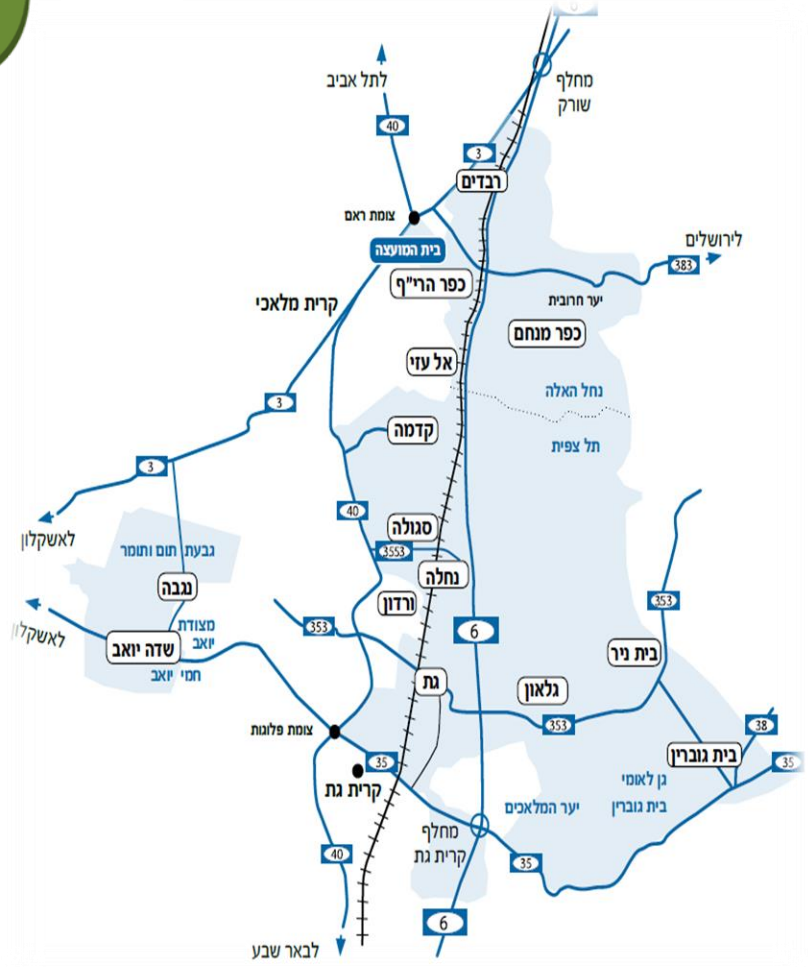 6
מחלף
שורק
לתל אביב
40
3
רבדים
צומת ראם
לירושלים
383
בית המועצה
כפר הרי"ף
יער חרובית
קרית מלאכי
כפר מנחם
אל עזי
נחל האלה
3
קדמה
תל צפית
3
40
סגולה
לאשקלון
3553
גבעת תום ותומר
נחלה
נגבה
ורדון
353
לאשקלון
מצודת
יואב
353
6
שדה יואב
בית ניר
חמי יואב
גת
גלאון
353
38
צומת פלוגות
בית גוברין
35
35
קרית גת
גן לאומי
בית גוברין
יער המלאכים
מחלף
קרית גת
40
35
6
לבאר שבע